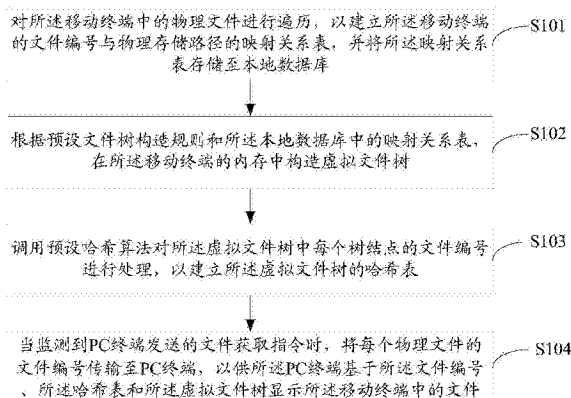 对所述移动终端中的物理文件进行遍历，以建立所述移动终端
的文件编号与物理存储路径的映射关系表，并将所述映射关系
表存储至本地数据库
S101
根据预设文件树构造规则和所述本地数据库中的映射关系表，
在所述移动终端的内存中构造虚拟文件树
S102
调用预设哈希算法对所述虚拟文件树中每个树结点的文件编号
进行处理，以建立所述虚拟文件树的哈希表
S103
当监测到PC终端发送的文件获取指令时，将每个物理文件的
文件编号传输至PC终端，以供所述PC终端基于所述文件编号
、所述哈希表和所述虚拟文件树显示所述移动终端中的文件
S104